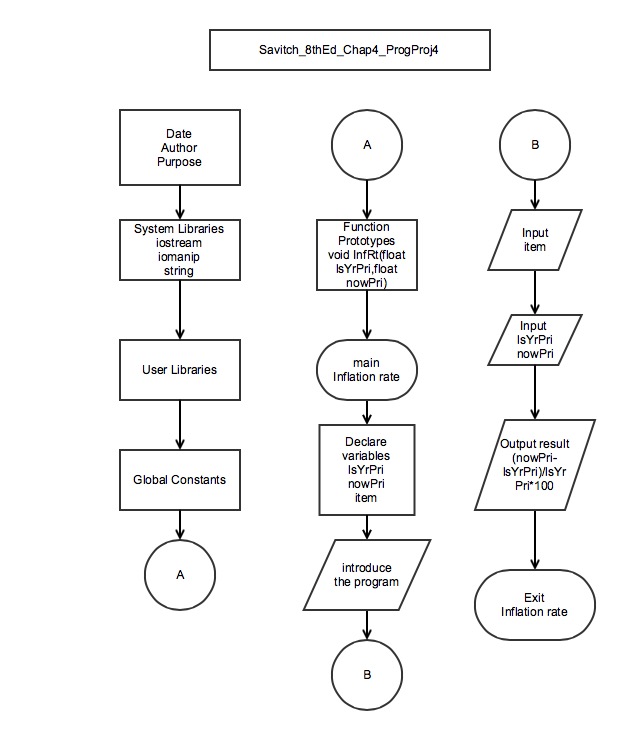 Savitch_8thEd_Chap4_ProgProj4
Date
Author
Purpose
System Libraries
iostream
iomanip
string
User Libraries
Global Constants
A
A
Function
Prototypes
void InfRt(float
lsYrPri,float
nowPri)
main
Inflation rate
Declare
variables
lsYrPri
nowPri
item
introduce
the program
B
B
Input
item
Input
lsYrPri
nowPri
Output result
(nowPri-
lsYrPri)/lsYr
Pri*100
Exit
Inflation rate